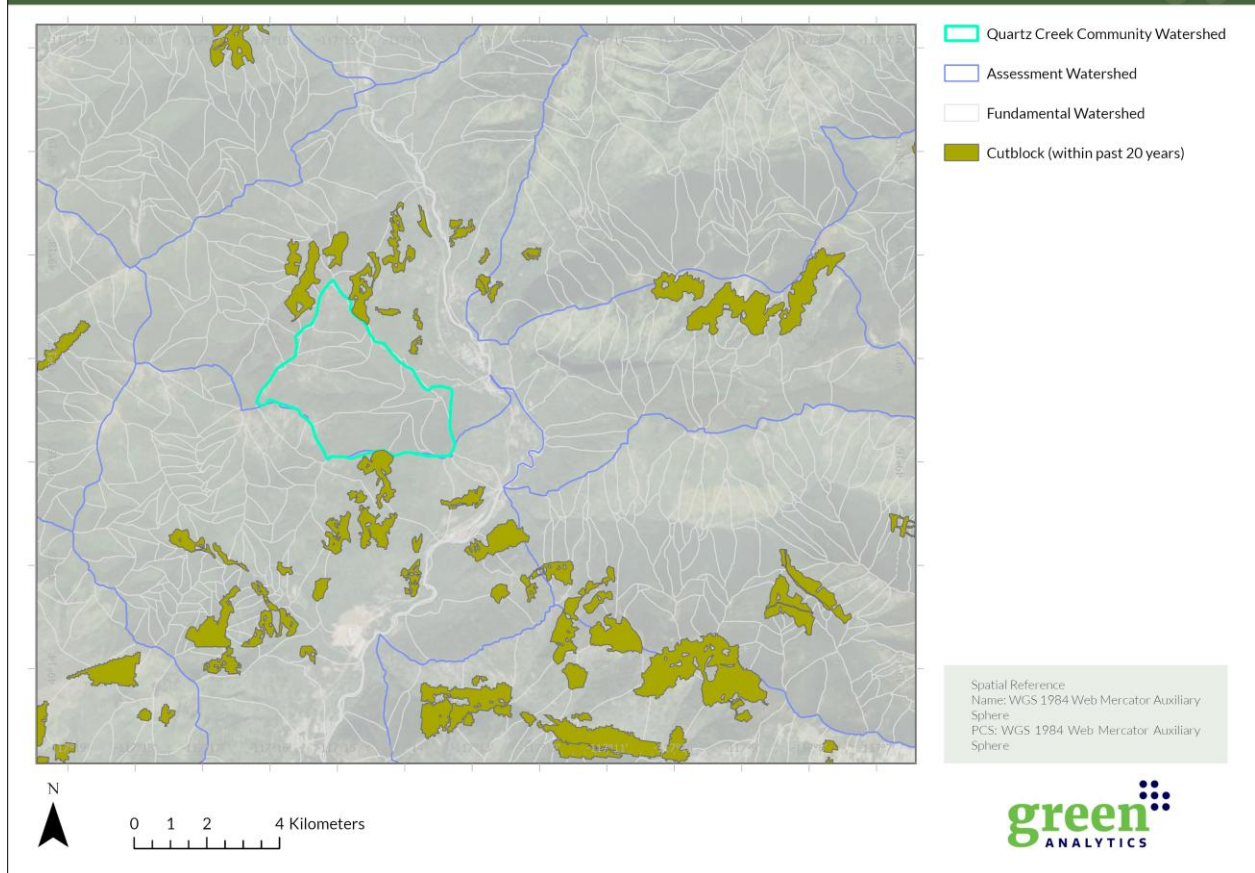 Quartz Creek Community Watershed
Assessment Watershed
Fundamental Watershed
Cutblock (within past 20 years)
Spatial Reference
Name: WGS 1984 Web Mercator Auxiliary
Sphere
PCS: WGS 1984 Web Mercator Auxiliary
Sphere
N
0 1 2 4 Kilometers
green
ANALYTICS